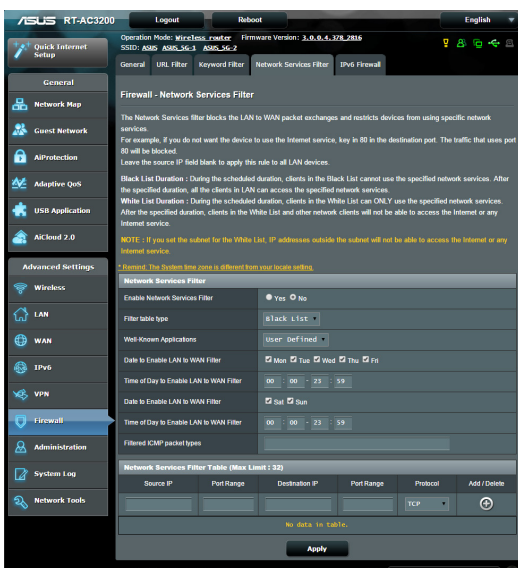 ASUS RT-AC3200
Logout
Reboot
English
Operation Mode: Wireless router Firmware Version: 3.0.0.4.378_2816
SSID: ASUS ASUS_5G-1 ASUS_5G-2
Quick Internet
Setup
General
Network Map
Guest Network
AiProtection
Adaptive QoS
USB Application
AiCloud 2.0
Advanced Settings
Wireless
LAN
WAN
IPv6
VPN
Firewall
Administration
System Log
Network Tools
General
URL Filter
Keyword Filter
Network Services Filter
IPv6 Firewall
Firewall - Network Services Filter
The Network Services filter blocks the LAN to WAN packet exchanges and restricts devices from using specific network
services.
For example, if you do not want the device to use the Internet service, key in 80 in the destination port. The traffic that uses port
80 will be blocked.
Leave the source IP field blank to apply this rule to all LAN devices.
Black List Duration : During the scheduled duration, clients in the Black List cannot use the specified network services. After
the specified duration, all the clients in LAN can access the specified network services.
White List Duration : During the scheduled duration, clients in the White List can ONLY use the specified network services.
After the specified duration, clients in the White List and other network clients will not be able to access the Internet or any
Internet service.
NOTE : If you set the subnet for the White List, IP addresses outside the subnet will not be able to access the Internet or any
Internet service.
* Remind: The System time zone is different from your locale setting.
Network Services Filter
Enable Network Services Filter
Yes No
Filter table type
Black List
Well-Known Applications
User Defined
Date to Enable LAN to WAN Filter
Mon Tue Wed Thu Fri
Time of Day to Enable LAN to WAN Filter
00 : 00 - 23 : 59
Date to Enable LAN to WAN Filter
Sat Sun
Time of Day to Enable LAN to WAN Filter
00 : 00 - 23 : 59
Filtered ICMP packet types
Network Services Filter Table (Max Limit : 32)
Source IP Port Range Destination IP Port Range Protocol Add / Delete
TCP
No data in table.
Apply